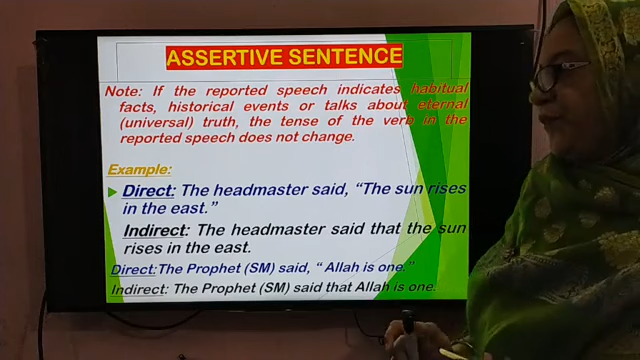 ASSERTIVE SENTENCE
Note: If the reported speech indicates habitual
facts, historical events or talks about eternal
(universal) truth, the tense of the verb in the
reported speech does not change.
Example:
Direct: The headmaster said, “The sun rises
in the east.”
Indirect: The headmaster said that the sun
rises in the east.
Direct:The Prophet (SM) said, “ Allah is one.”
Indirect: The Prophet (SM) said that Allah is one.